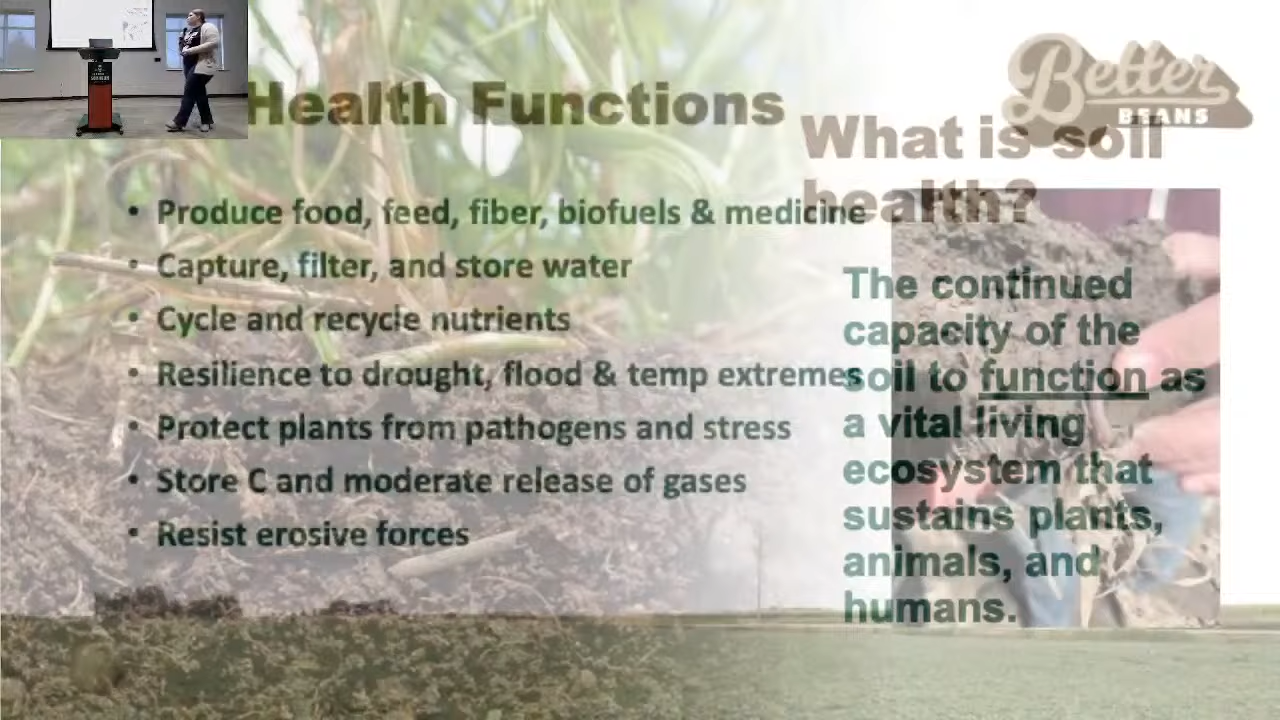 Health Functions
Better
BEANS
What is soil
health?
• Produce food, feed, fiber, biofuels & medicine
• Capture, filter, and store water
• Cycle and recycle nutrients
• Resilience to drought, flood & temp extremes
• Protect plants from pathogens and stress
• Store C and moderate release of gases
• Resist erosive forces
The continued
capacity of the
soil to function as
a vital living
ecosystem that
sustains plants,
animals, and
humans.